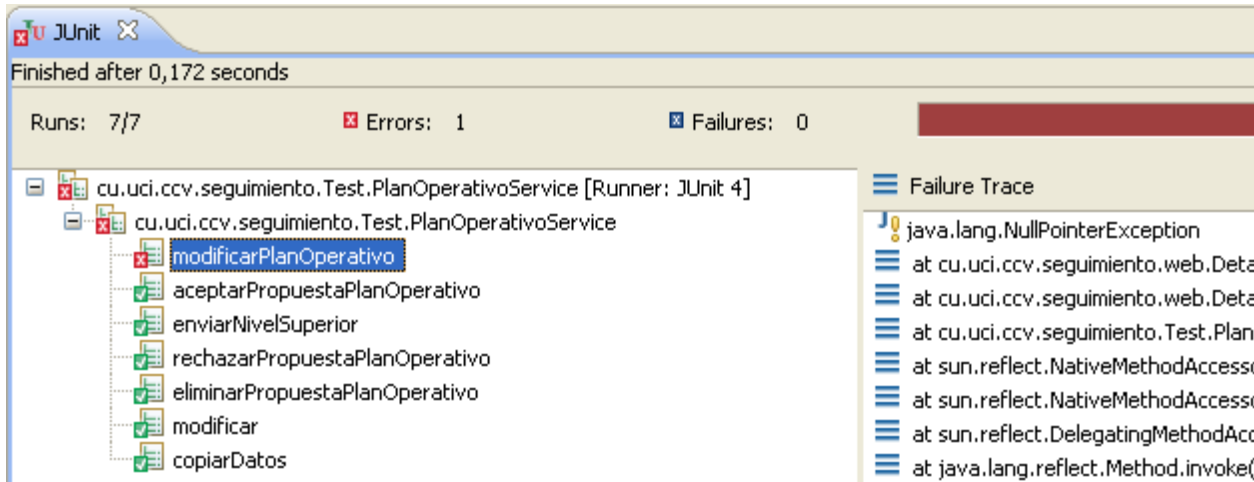 JUnit
Finished after 0,172 seconds
Runs: 7/7 Errors: 1 Failures: 0
cu.uci.ccv.seguimiento.Test.PlanOperativoService [Runner: JUnit 4]
cu.uci.ccv.seguimiento.Test.PlanOperativoService
modificarPlanOperativo
aceptarPropuestaPlanOperativo
enviarNivelSuperior
rechazarPropuestaPlanOperativo
eliminarPropuestaPlanOperativo
modificar
copiarDatos
Failure Trace
java.lang.NullPointerException
at cu.uci.ccv.seguimiento.web.Deta
at cu.uci.ccv.seguimiento.web.Deta
at cu.uci.ccv.seguimiento.Test.Plan
at sun.reflect.NativeMethodAccesso
at sun.reflect.NativeMethodAccesso
at sun.reflect.DelegatingMethodAcc
at java.lang.reflect.Method.invoke(